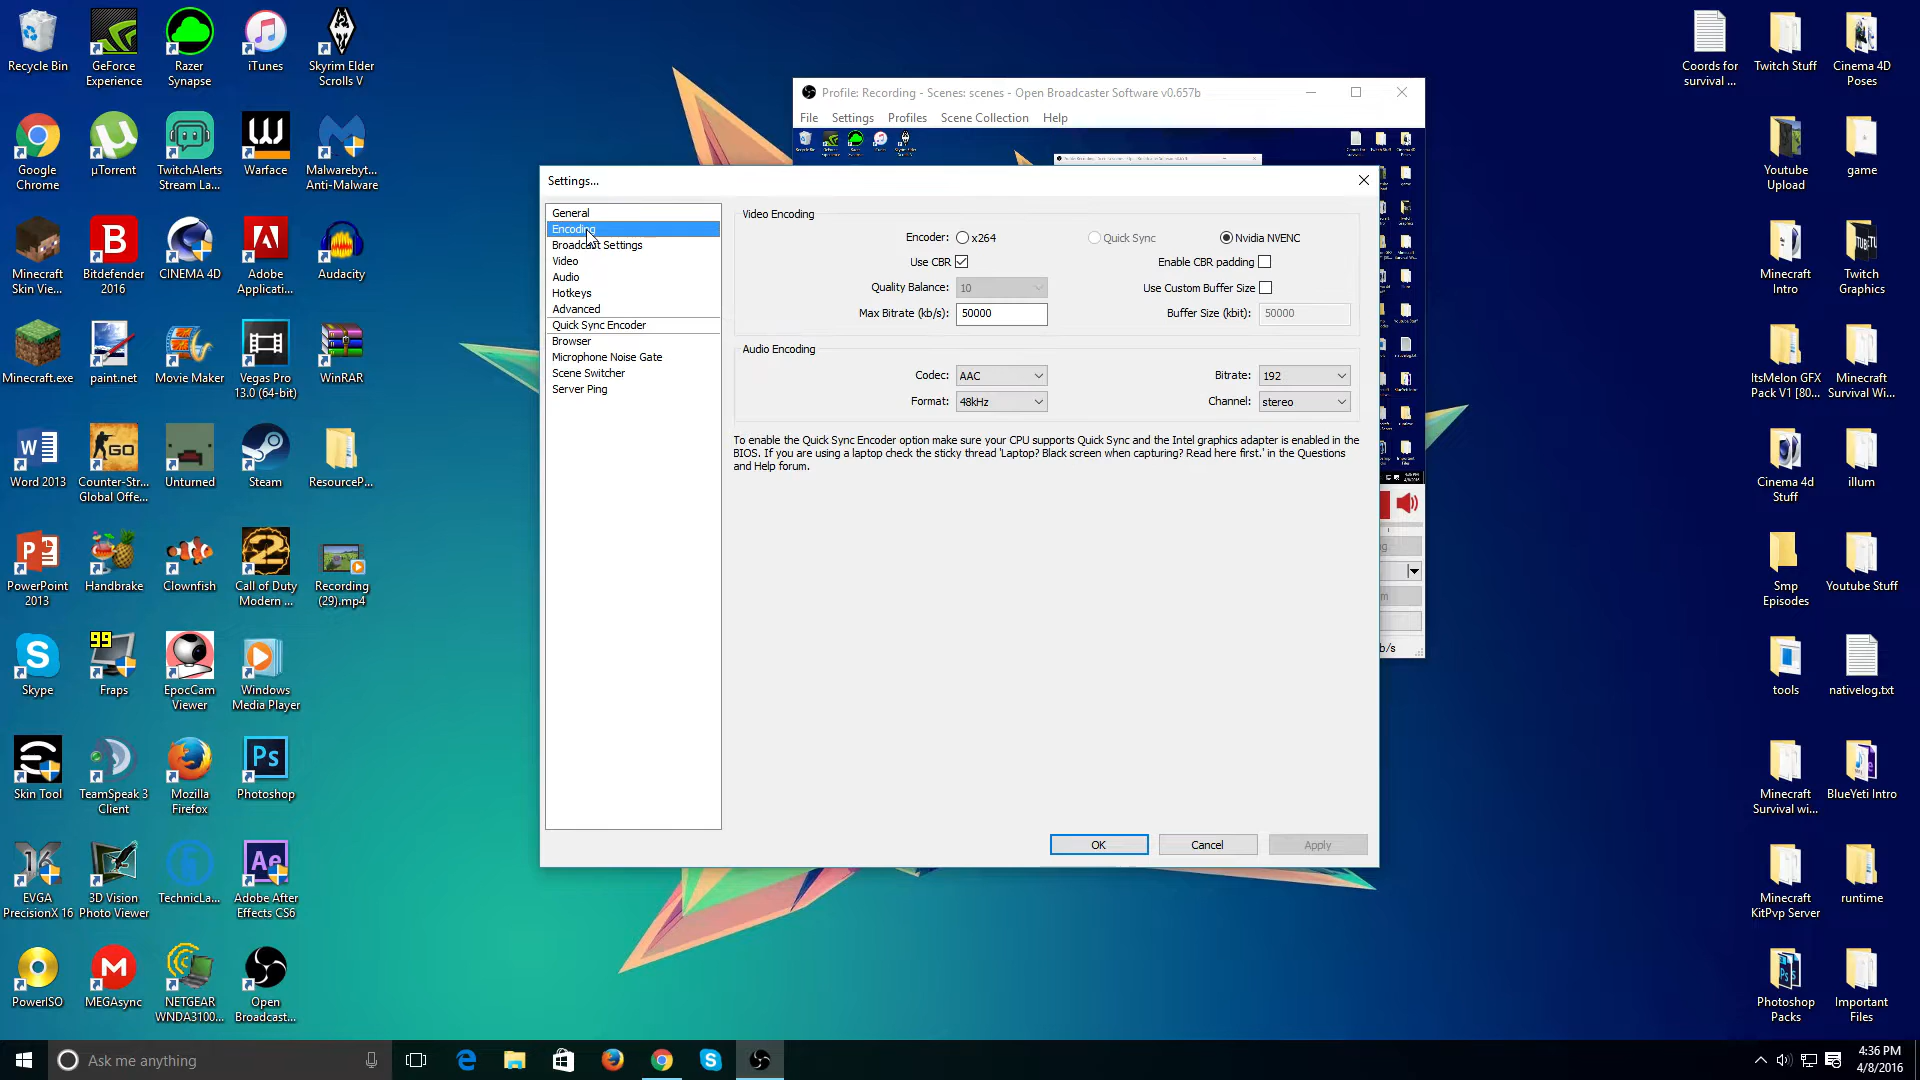 Recycle Bin
GeForce
Experience
Razer
Synapse
iTunes
Skyrim Elder
Scrolls V
Google
Chrome
µTorrent
TwitchAlerts
Stream La...
Warface
Malwarebyt...
Anti-Malware
Minecraft
Skin Vie...
Bitdefender
2016
CINEMA 4D
Adobe
Applicati...
Audacity
Minecraft.exe
paint.net
Movie Maker
Vegas Pro
13.0 (64-bit)
WinRAR
Word 2013
Counter-Str...
Global Offe...
Unturned
Steam
ResourceP...
PowerPoint
2013
Handbrake
Clownfish
Call of Duty
Modern ...
Recording
(29).mp4
99
Skype
Fraps
EpocCam
Viewer
Windows
Media Player
Skin Tool
TeamSpeak 3
Client
Mozilla
Firefox
Photoshop
EVGA
PrecisionX 16
3D Vision
Photo Viewer
TechnicLa...
Adobe After
Effects CS6
PowerISO
MEGAsync
NETGEAR
WNDA3100...
Open
Broadcast...
Profile: Recording - Scenes: scenes - Open Broadcaster Software v0.657b
File Settings Profiles Scene Collection Help
Settings...
General
Encoding
Broadcast Settings
Video
Audio
Hotkeys
Advanced
Quick Sync Encoder
Browser
Microphone Noise Gate
Scene Switcher
Server Ping
Video Encoding
Encoder: x264 Quick Sync Nvidia NVENC
Use CBR Enable CBR padding
Quality Balance: 10 Use Custom Buffer Size
Max Bitrate (kb/s): 50000 Buffer Size (kbit): 50000
Audio Encoding
Codec: AAC Bitrate: 192
Format: 48kHz Channel: stereo
To enable the Quick Sync Encoder option make sure your CPU supports Quick Sync and the Intel graphics adapter is enabled in the
BIOS. If you are using a laptop check the sticky thread 'Laptop? Black screen when capturing? Read here first.' in the Questions
and Help forum.
OK Cancel Apply
b/s
Coords for
survival ...
Twitch Stuff
Cinema 4D
Poses
Youtube
Upload
game
Minecraft
Intro
Twitch
Graphics
ItsMelon GFX
Pack V1 [80...
Minecraft
Survival Wi...
Cinema 4d
Stuff
illum
Smp
Episodes
Youtube Stuff
tools
nativelog.txt
Minecraft
Survival wi...
BlueYeti Intro
Minecraft
KitPvp Server
runtime
Photoshop
Packs
Important
Files
Ask me anything
4:36 PM
4/8/2016